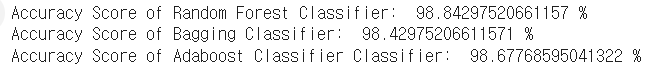 Accuracy Score of Random Forest Classifier:  98.84297520661157 %
Accuracy Score of Bagging Classifier:  98.4297520661571 %
Accuracy Score of Adaboost Classifier Classifier:  98.67768595041322 %